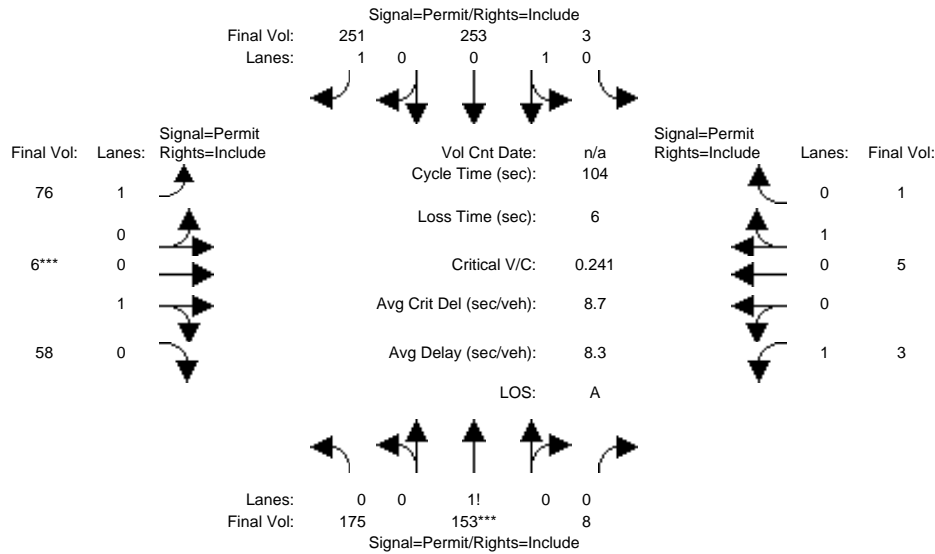 Signal=Permit/Rights=Include
Final Vol: 251 253 3
Lanes: 1 0 0 1 0
Signal=Permit
Final Vol: Lanes: Rights=Include
Vol Cnt Date: n/a
Signal=Permit
Rights=Include Lanes: Final Vol:
Cycle Time (sec): 104
76 1
0 1
Loss Time (sec): 6
0
1
6*** 0
Critical V/C: 0.241
0 5
1
Avg Crit Del (sec/veh): 8.7
0
58 0
Avg Delay (sec/veh): 8.3
1 3
LOS: A
Lanes: 0 0 1! 0 0
Final Vol: 175 153*** 8
Signal=Permit/Rights=Include